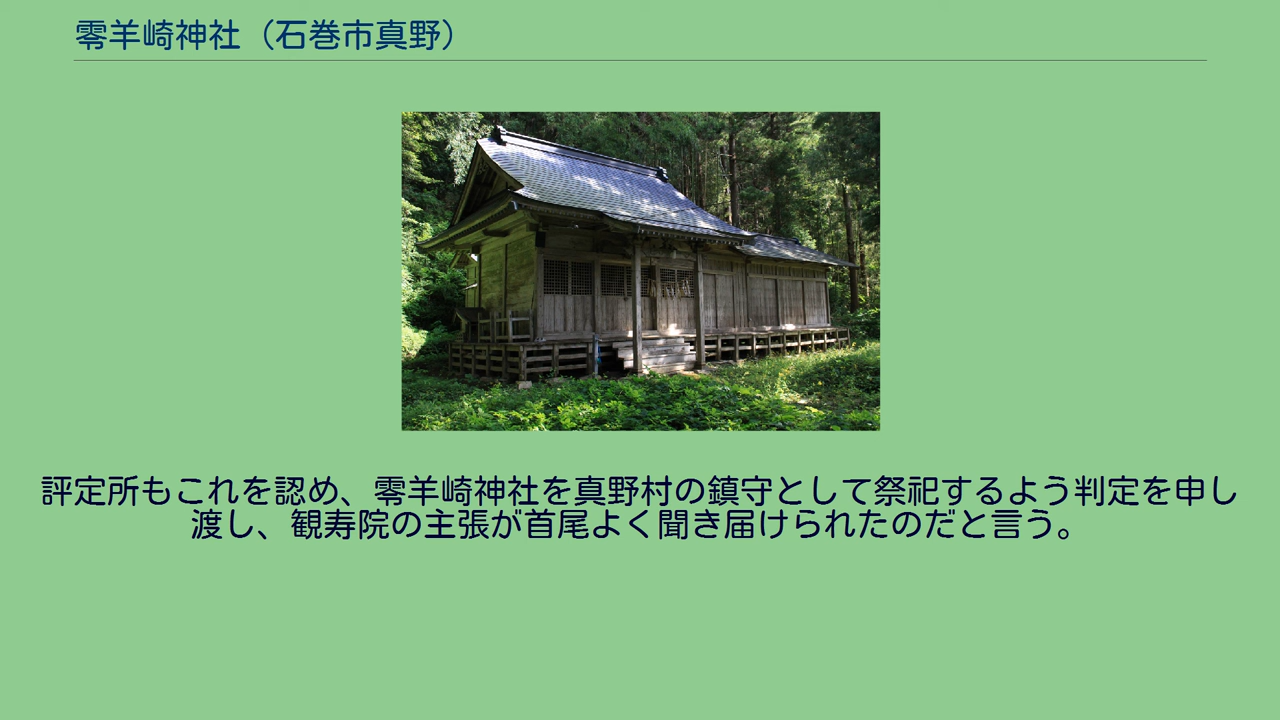 零羊崎神社（石巻市真野）
評定所もこれを認め、零羊崎神社を真野村の鎮守として祭祀するよう判定を申し
渡し、観寿院の主張が首尾よく聞き届けられたのだと言う。